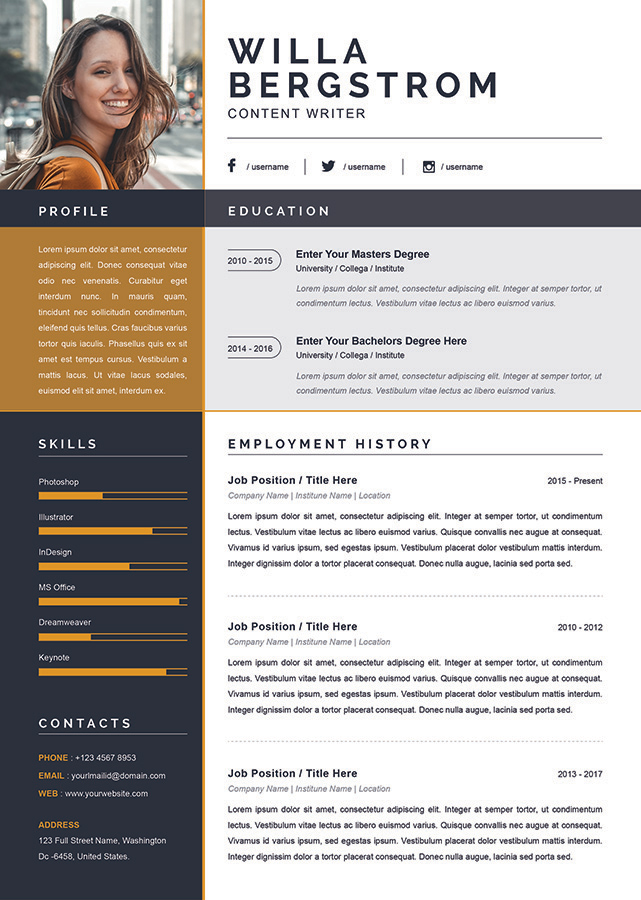 WILLA
BERGSTROM
CONTENT WRITER
/ username
/ username
/ username
PROFILE
Lorem ipsum dolor sit amet, consectetur
adipiscing elit. Donec consequat vitae
odio nec venenatis. Curabitur eget
interdum nunc. In mauris quam,
tincidunt nec sollicitudin condimentum,
eleifend quis tellus. Cras faucibus varius
tortor quis iaculis. Phasellus quis ex sit
amet est tempus cursus. Vestibulum a
mattis lacus. Ut vitae lacus sodales,
euismod elit sit amet, interdum ex.
EDUCATION
2010 - 2015
Enter Your Masters Degree
University / Collega / Institute
Lorem ipsum dolor sit amet, consectetur adipiscing elit. Integer at semper ut
condimentum lectus. Vestibulum vitae lectus ac libero euismod varius.
2014 - 2016
Enter Your Bachelors Degree Here
University / Collega / Institute
Lorem ipsum dolor sit amet, consectetur adipiscing elit. Integer at semper ut
condimentum lectus. Vestibulum vitae lectus ac libero euismod varius.
SKILLS
Photoshop
Illustrator
InDesign
MS Office
Dreamweaver
Keynote
CONTACTS
PHONE : +123 4567 8953
EMAIL : yourlmailid@domain.com
WEB : www.yourwebsite.com
ADDRESS
123 Full Street Name, Washington
Dc -6458, United States.
EMPLOYMENT HISTORY
Job Position / Title Here
2015 - Present
Company Name | Institune Name | Location
Lorem ipsum dolor sit amet, consectetur adipiscing elit. Integer at semper ut condimentum
lectus. Vestibulum vitae lectus ac libero euismod varius. Quisque convallis nec augue at consequat.
Vivamus id varius ipsum, sed egestas ipsum. Vestibulum placerat dolor vestibulum mattis interdum.
Integer dignissim tortor placerat consequat. Donec nulla augue, lacinia sed porta sed.
Job Position / Title Here
2010 - 2012
Company Name | Institune Name | Location
Lorem ipsum dolor sit amet, consectetur adipiscing elit. Integer at semper ut condimentum
lectus. Vestibulum vitae lectus ac libero euismod varius. Quisque convallis nec augue at consequat.
Vivamus id varius ipsum, sed egestas ipsum. Vestibulum placerat dolor vestibulum mattis interdum.
Integer dignissim tortor placerat consequat. Donec nulla augue, lacinia sed porta sed.
Job Position / Title Here
2013 - 2017
Company Name | Institune Name | Location
Lorem ipsum dolor sit amet, consectetur adipiscing elit. Integer at semper ut condimentum
lectus. Vestibulum vitae lectus ac libero euismod varius. Quisque convallis nec augue at consequat.
Vivamus id varius ipsum, sed egestas ipsum. Vestibulum placerat dolor vestibulum mattis interdum.
Integer dignissim tortor placerat consequat. Donec nulla augue, lacinia sed porta sed.